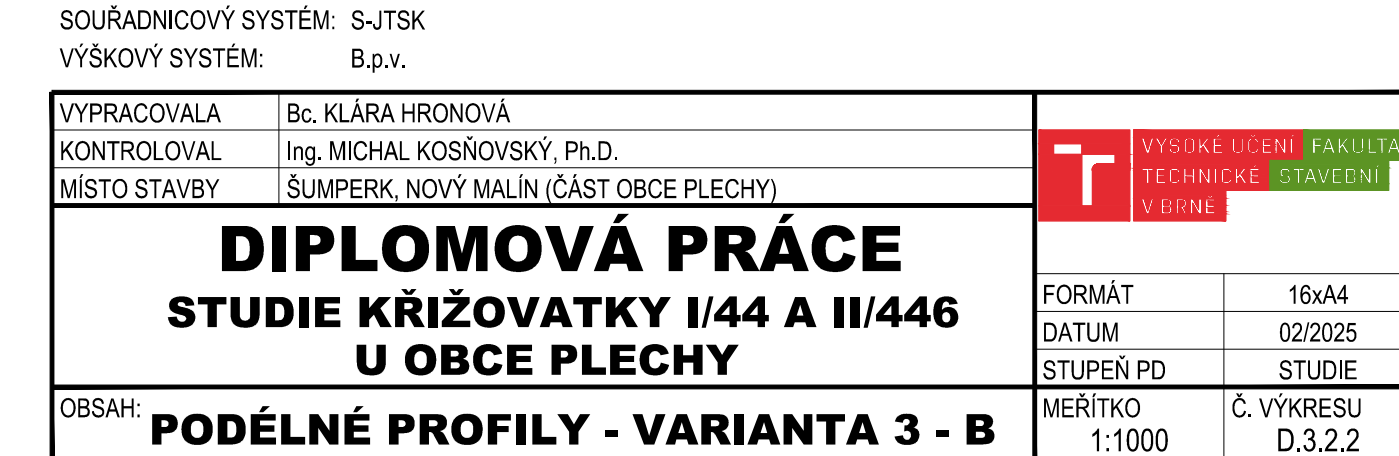 SOUŘADNICOVÝ SYSTÉM: S-JTSK
VÝŠKOVÝ SYSTÉM: B.p.v.
VYPRACOVALA Bc. KLÁRA HRONOVÁ
KONTROLOVAL Ing. MICHAL KOSŇOVSKÝ, Ph.D.
MÍSTO STAVBY ŠUMPERK, NOVÝ MALÍN (ČÁST OBCE PLECHY)
VYSOKÉ UČENÍ FAKULTA
TECHNICKÉ STAVEBNÍ
V BRNĚ
DIPLOMOVÁ PRÁCE
STUDIE KŘIŽOVATKY I/44 A II/446
U OBCE PLECHY
FORMÁT 16xA4
DATUM 02/2025
STUPEŇ PD STUDIE
OBSAH: PODÉLNÉ PROFILY - VARIANTA 3 - B
MEŘÍTKO Č. VÝKRESU
1:1000 D.3.2.2